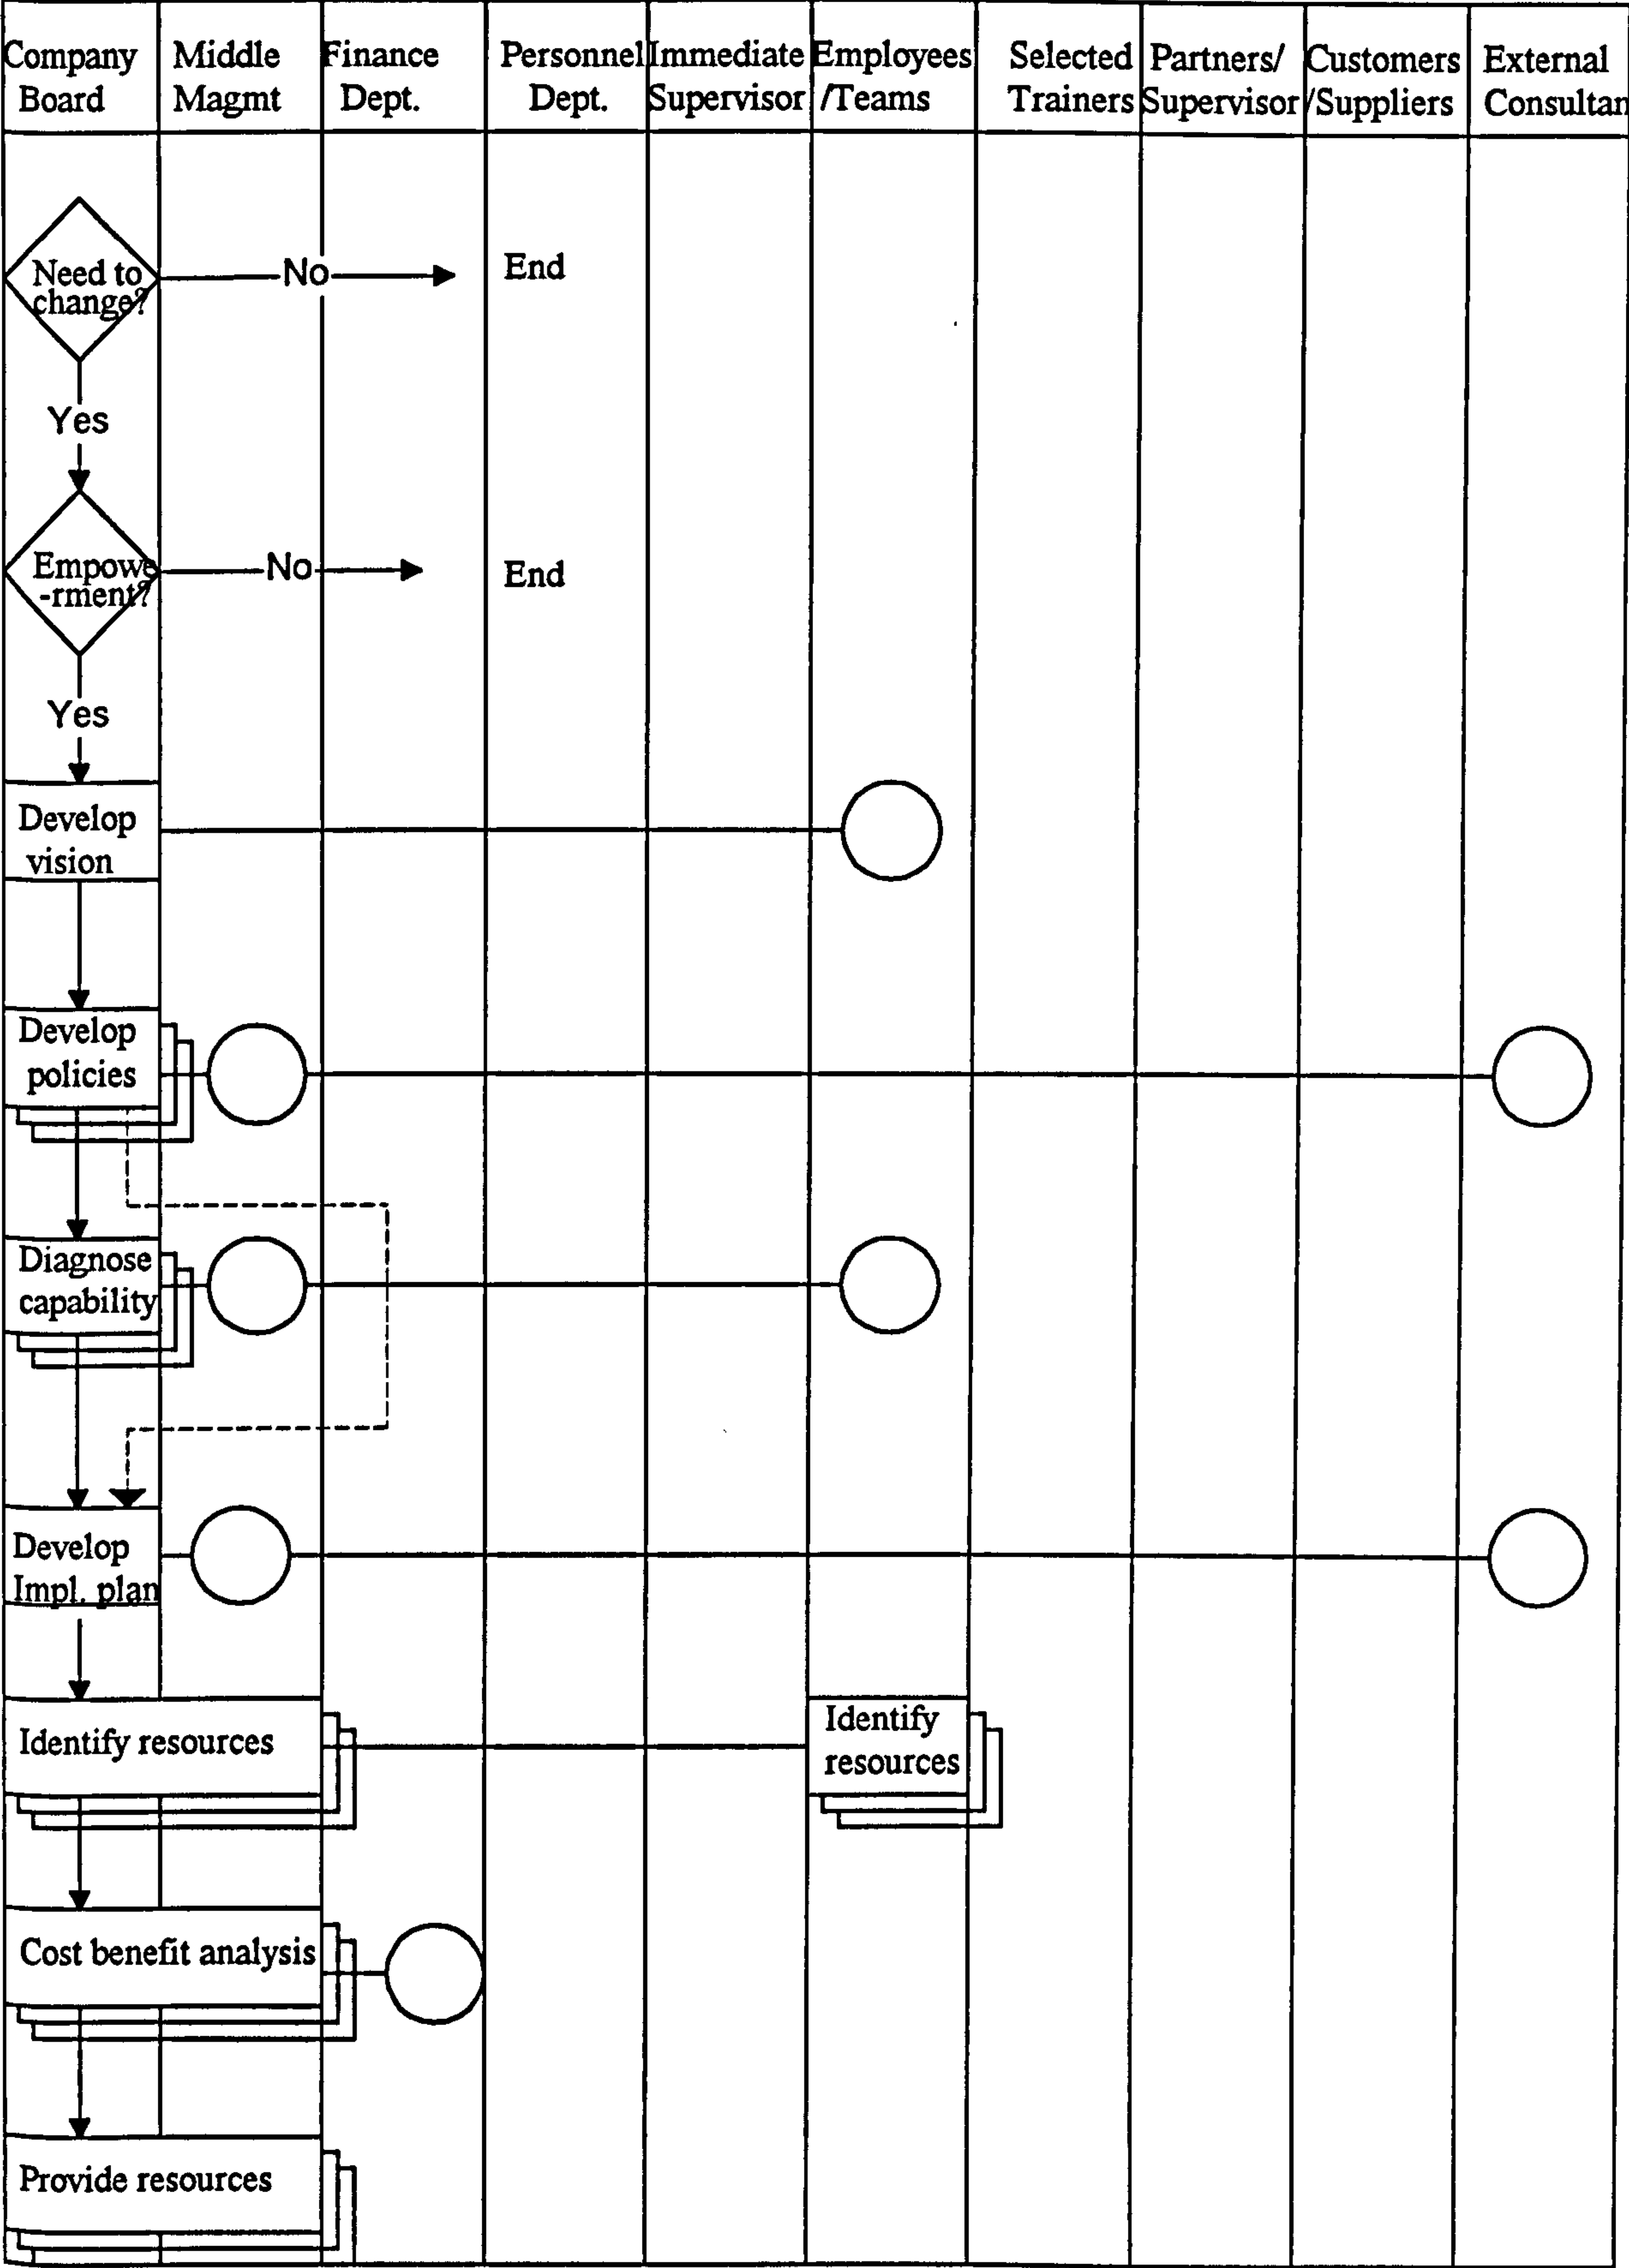 Company
Board
Middle
Magmt
Finance
Dept.
Personnel
Dept.
Immediate
Supervisor
Employees
/Teams
Selected
Trainers
Partners/
Supervisor
Customers
/Suppliers
External
Consultan
Need to
change?
No
End
Yes
Empowe
-rment?
No
End
Yes
Develop
vision
Develop
policies
Diagnose
capability
Develop
Impl. plan
Identify resources
Identify
resources
Cost benefit analysis
Provide resources